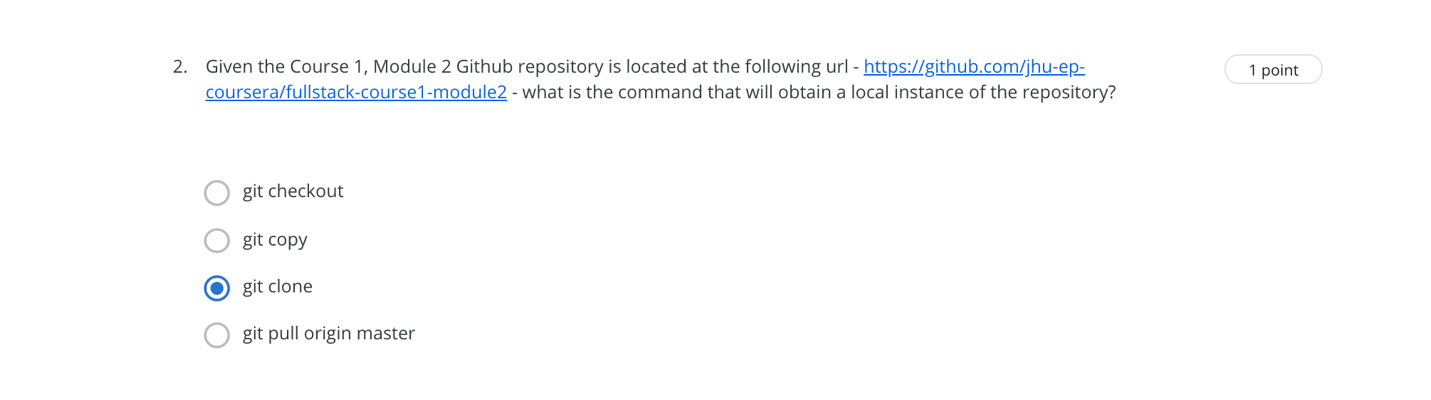 2. Given the Course 1, Module 2 Github repository is located at the following url - https://github.com/jhu-ep-
coursera/fullstack-course1-module2 - what is the command that will obtain a local instance of the repository?
1 point
git checkout
git copy
git clone
git pull origin master